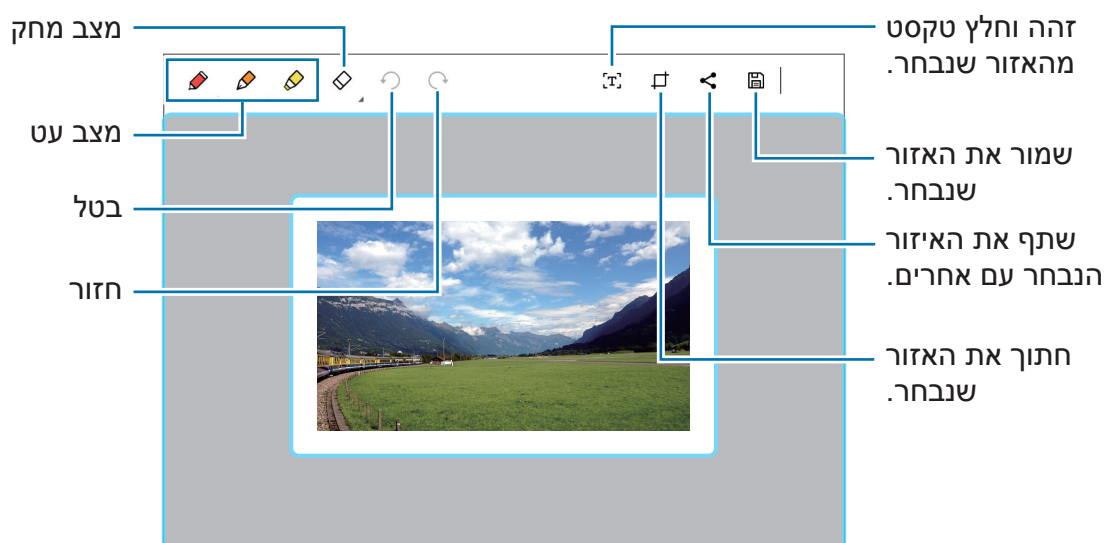 מצב מחק
זהה וחלץ טקסט
מהאזור שנבחר.
T
מצב עט
שמור את האזור
שנבחר.
בטל
שתף את האיזור
הנבחר עם אחרים.
חזור
חתוך את האזור
שנבחר.